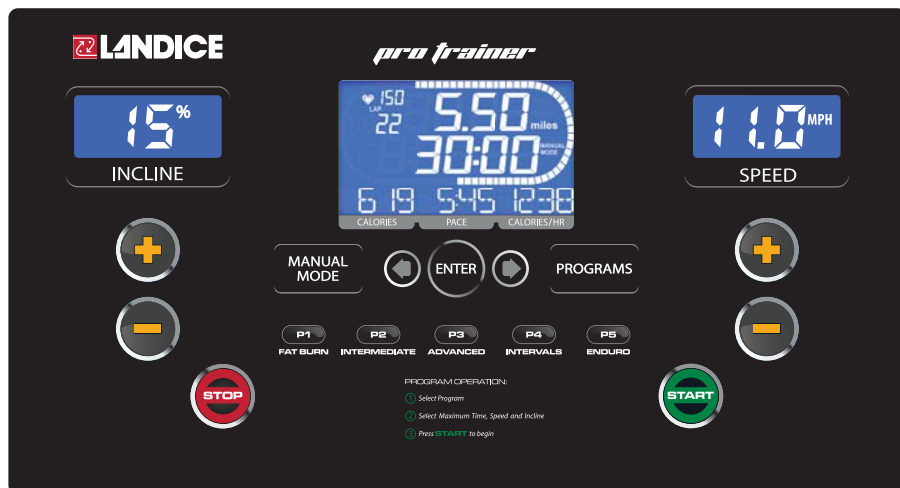 LANDICE
pro trainer
15%
INCLINE
150
LAP
22
5.50 miles
30:00
MANUAL
MODE
619
5:45
1238
CALORIES
PACE
CALORIES/HR
11.0 MPH
SPEED
MANUAL
MODE
ENTER
PROGRAMS
P1
P2
P3
P4
P5
FAT BURN
INTERMEDIATE
ADVANCED
INTERVALS
ENDURO
STOP
START
PROGRAM OPERATION:
1 Select Program
2 Select Maximum Time, Speed and Incline
3 Press START to begin